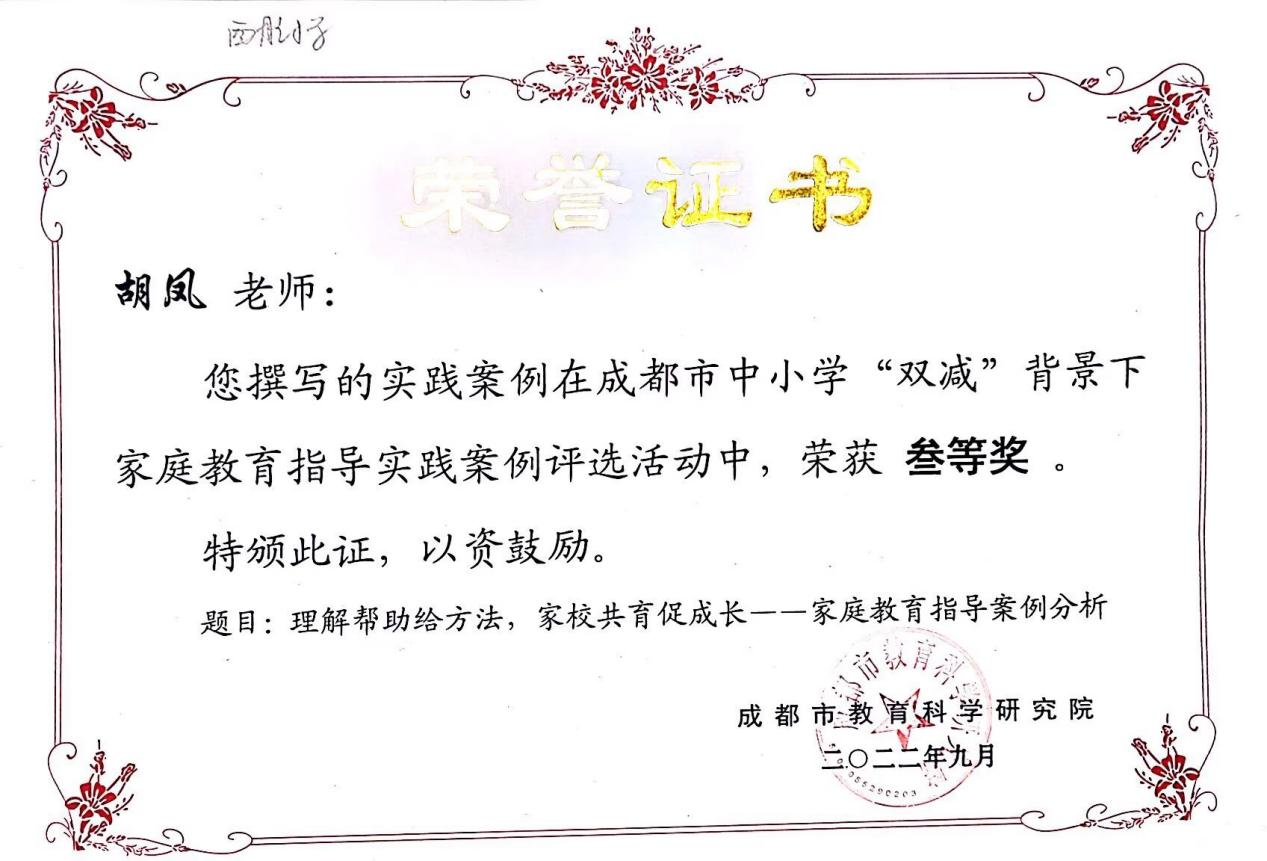 荣誉证书
胡凤 老师：
您撰写的实践案例在成都市中小学“双减”背景下
家庭教育指导实践案例评选活动中，荣获 叁等奖 。
特颁此证，以资鼓励。
题目：理解帮助给方法，家校共育促成长——家庭教育指导案例分析
成都市教育科学研究院
二〇二二年九月